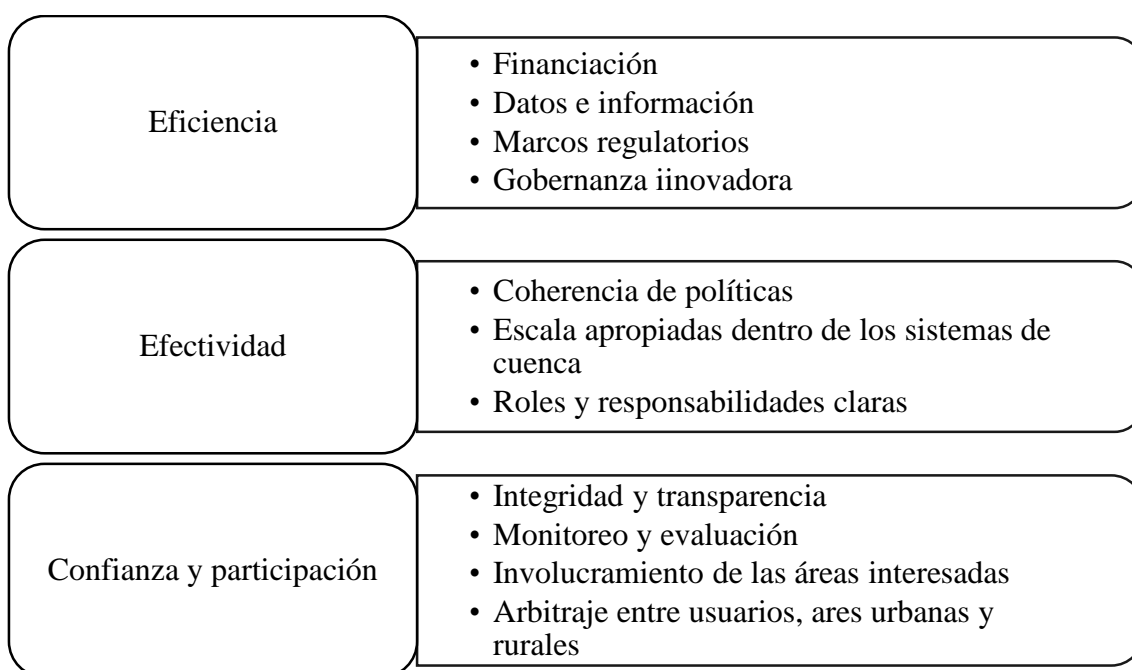 Eficiencia
• Financiación
• Datos e información
• Marcos regulatorios
• Gobernanza iinovadora
Efectividad
• Coherencia de políticas
• Escala apropiadas dentro de los sistemas de
cuenca
• Roles y responsabilidades claras
Confianza y participación
• Integridad y transparencia
• Monitoreo y evaluación
• Involucramiento de las áreas interesadas
• Arbitraje entre usuarios, ares urbanas y
rurales